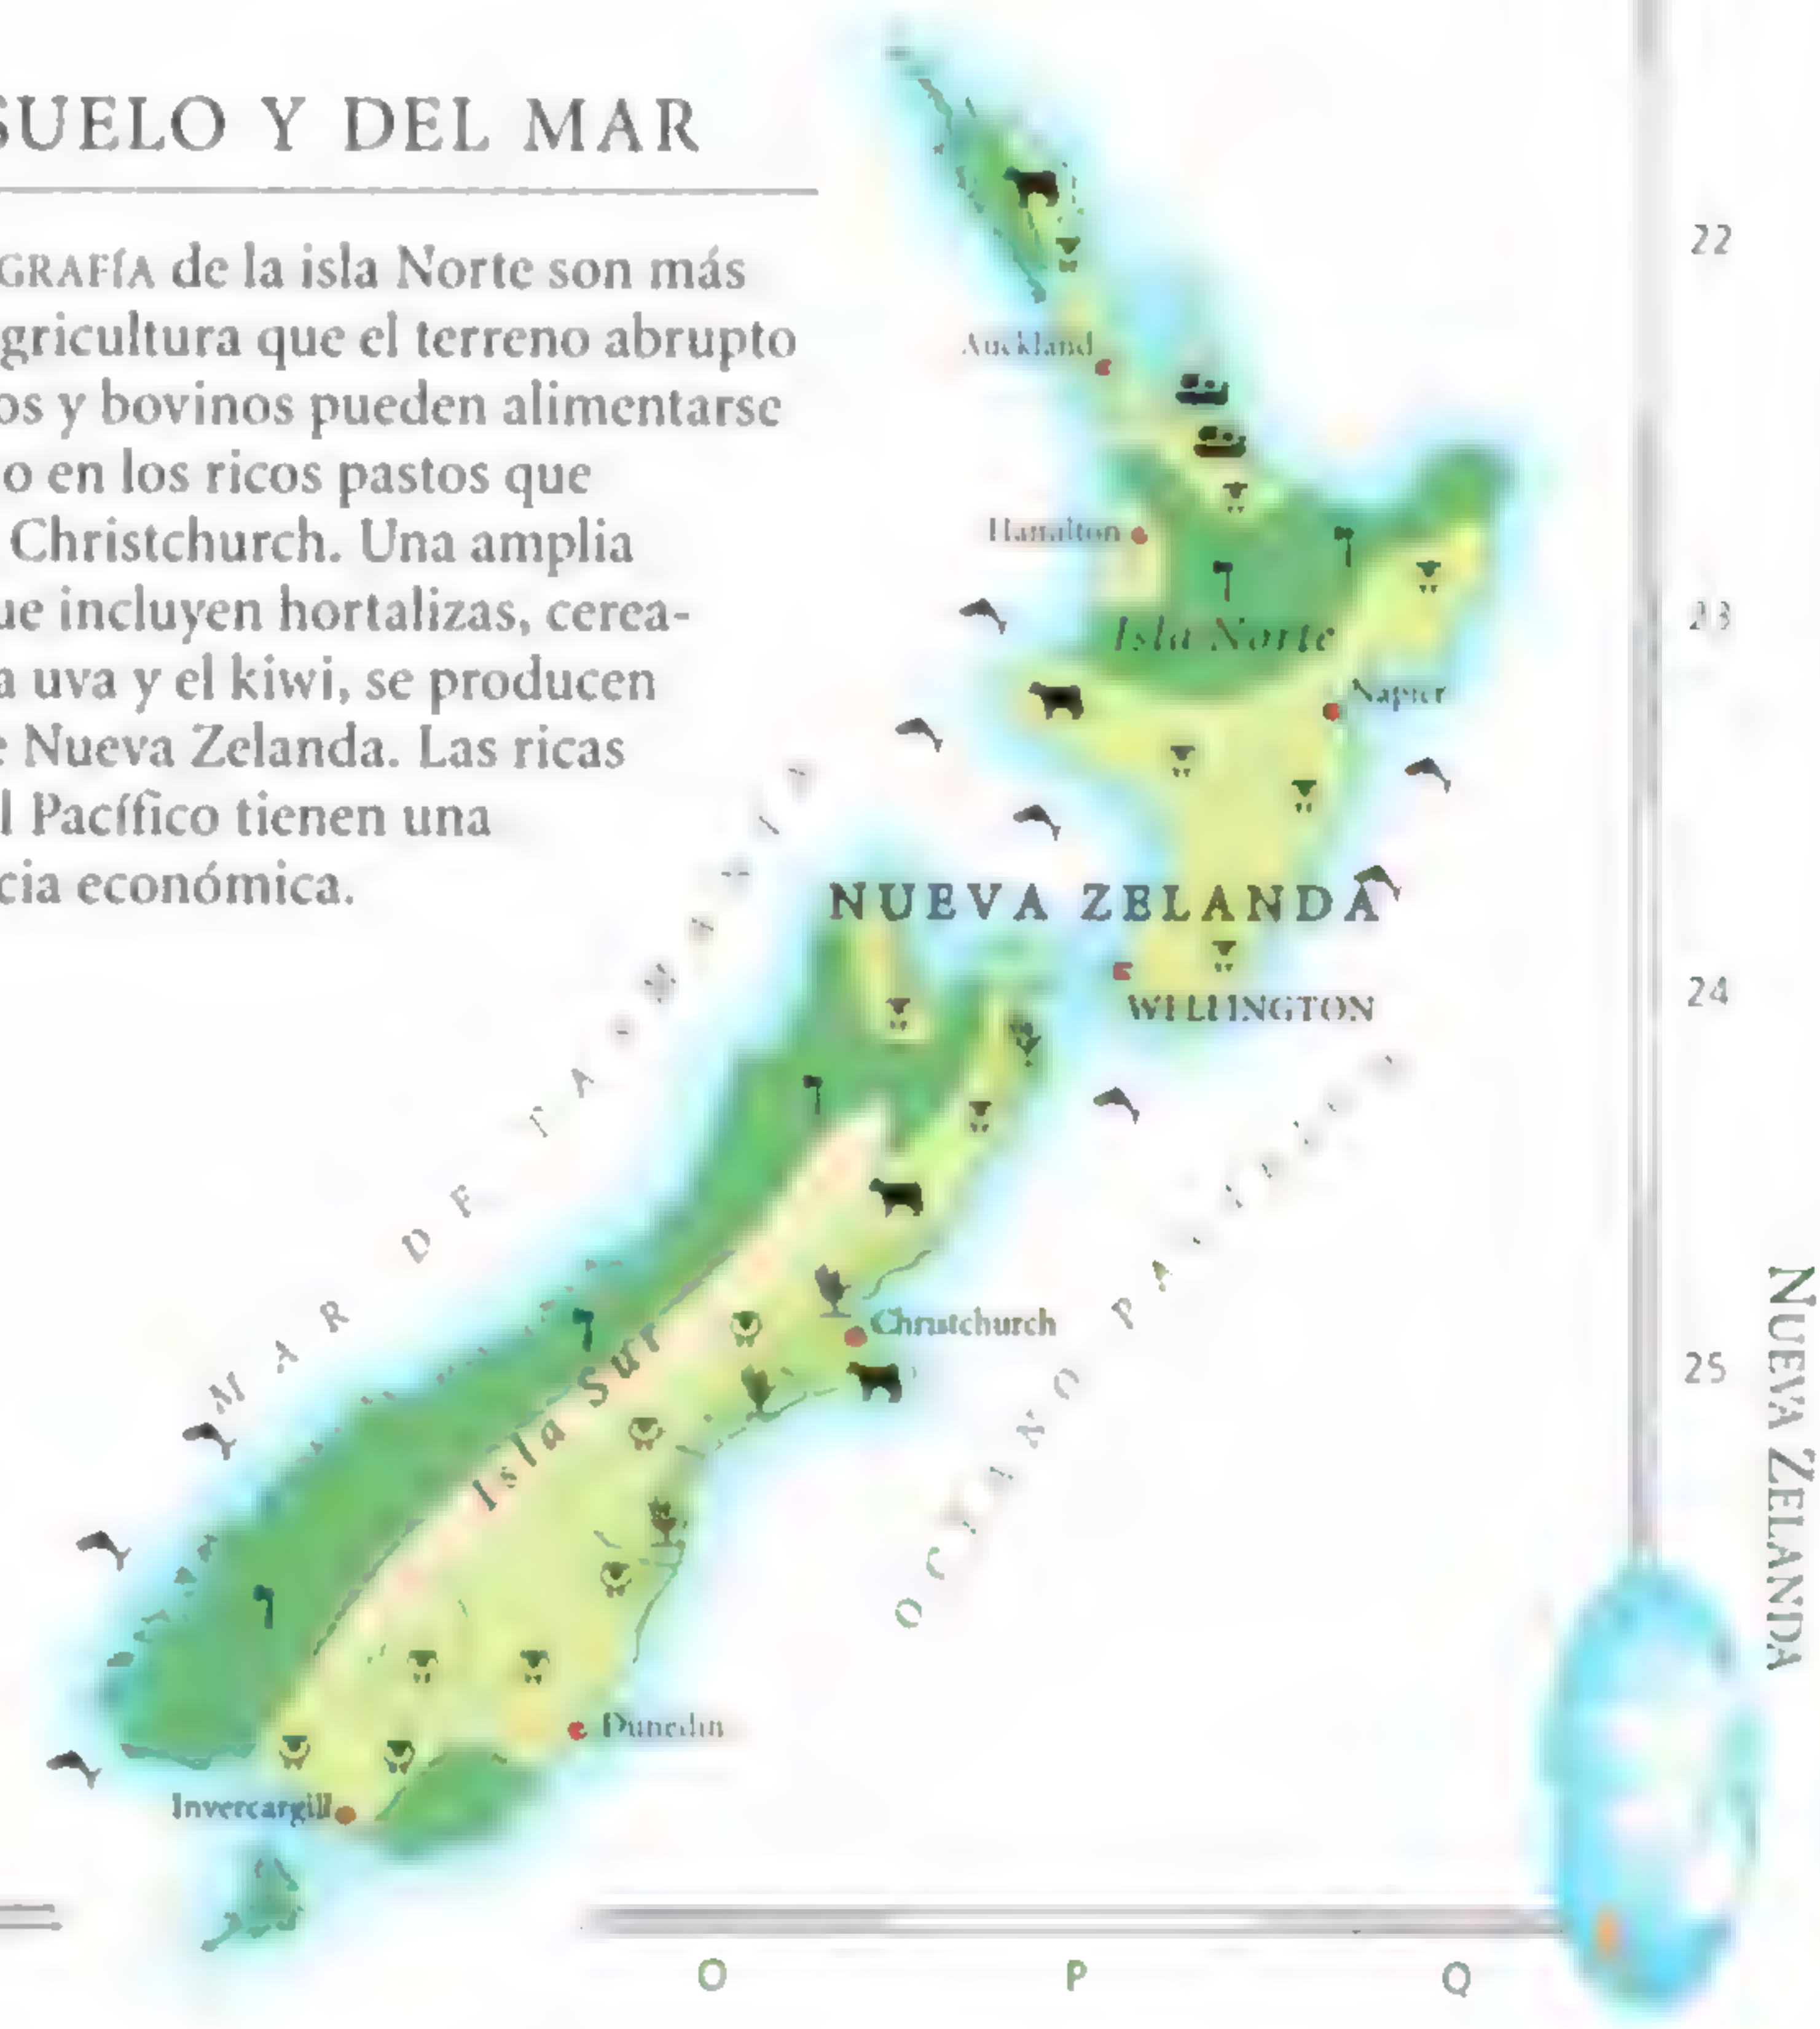 SUELO Y DEL MAR
GRAFÍA de la isla Norte son más
gricultura que el terreno abrupto
os y bovinos pueden alimentarse
o en los ricos pastos que
Christchurch. Una amplia
ue incluyen hortalizas, cerea-
a uva y el kiwi, se producen
e Nueva Zelanda. Las ricas
l Pacífico tienen una
cia económica.
22
Auckland
Hamilton
23
Isla Norte
Napier
NUEVA ZELANDA
24
WELLINGTON
MAR DE TASMANIA
Christchurch
25
NUEVA ZELANDA
Isla Sur
OCÉANO PACÍFICO
Dunedin
Invercargill
O P Q